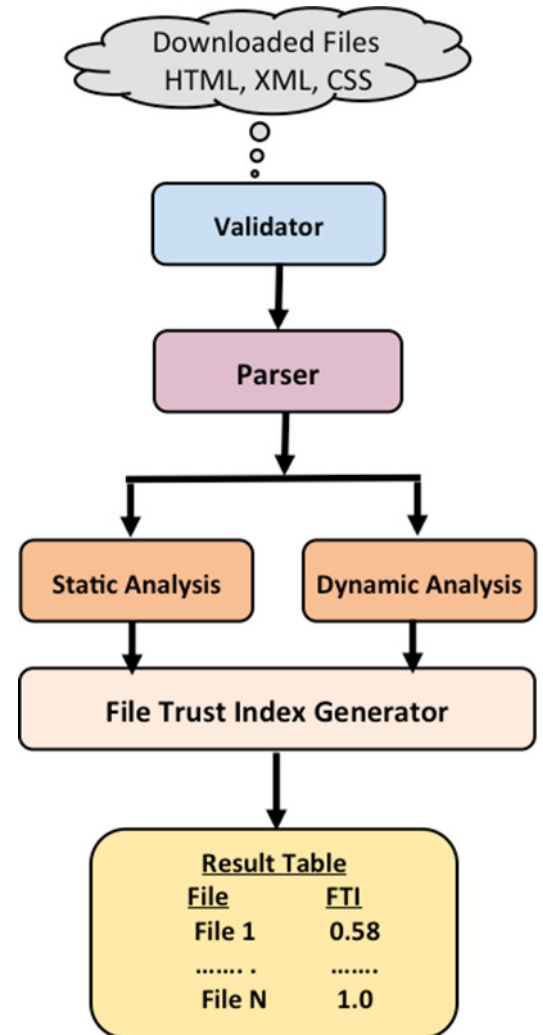 Downloaded Files
HTML, XML, CSS
Validator
Parser
Static Analysis
Dynamic Analysis
File Trust Index Generator
Result Table
File FTI
File 1 0.58
....... . .......
File N 1.0